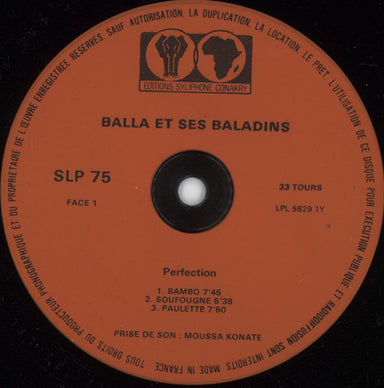 TOUS DROITS DU PRODUCTEUR PHONOGRAPHIQUE ET DU PROPRIETAIRE DE L'ŒUVRE ENREGISTREE RESERVES SAUF AUTORISATION. LA DUPLICATION, LA LOCATION, LE PRET, L'UTILISATION DE CE DISQUE POUR EXECUTION PUBLIQUE ET RADIODIFFUSION SONT INTERDITS. MADE IN FRANCE.
EDITIONS SYLIPHONE CONAKRY
BALLA ET SES BALADINS
SLP 75
33 TOURS
FACE 1
LPL 5829 1Y
Perfection
1. BAMBO 7'45
2. SOUFOUGNE 5'38
3. PAULETTE 7'50
PRISE DE SON : MOUSSA KONATE